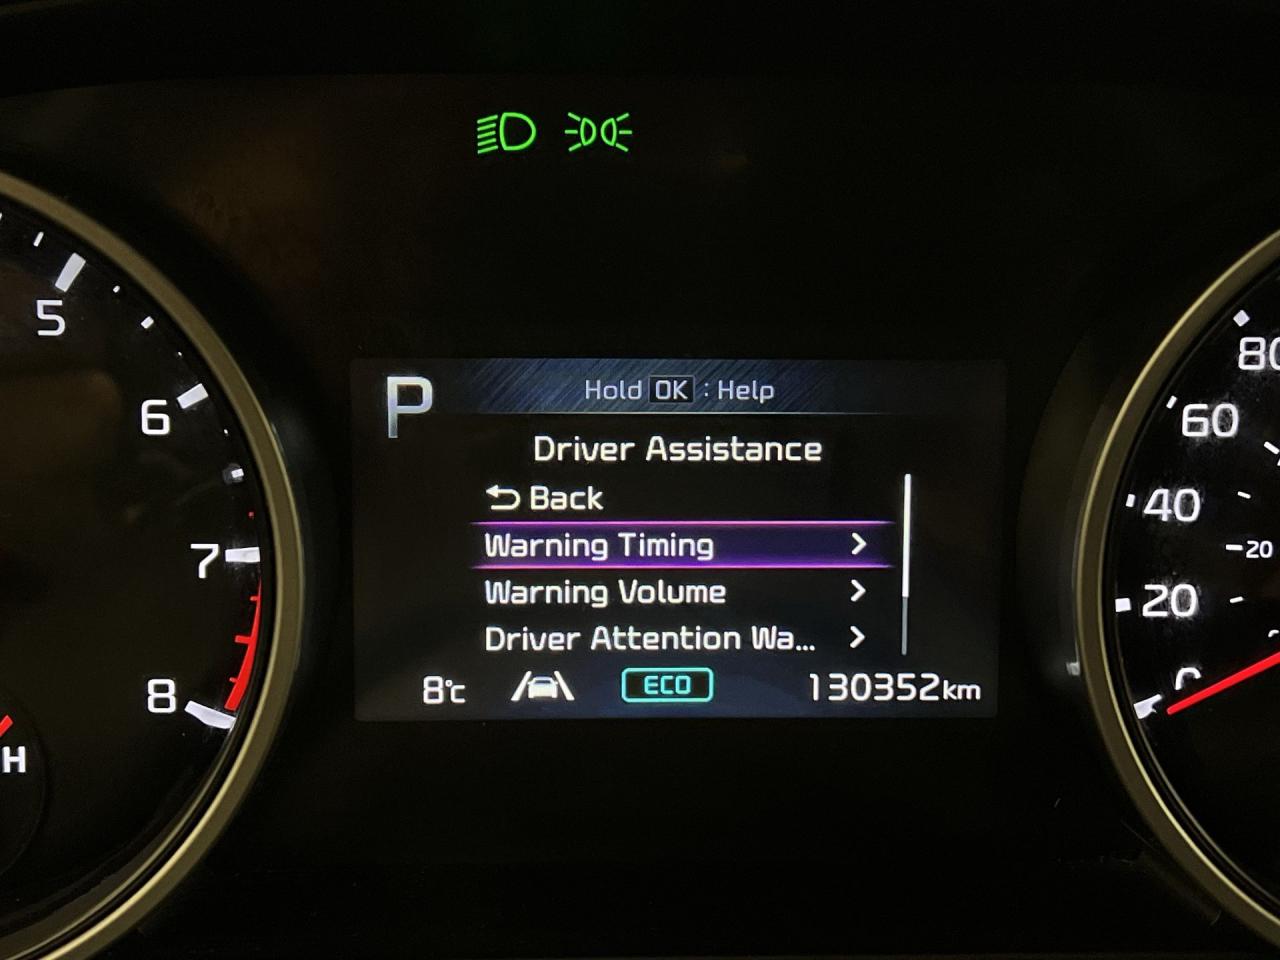 Hold OK : Help
P
Driver Assistance
Back
Warning Timing
Warning Volume
Driver Attention Wa...
8°c
ECO
130352km
5
6
7
8
H
80
60
40
20
20